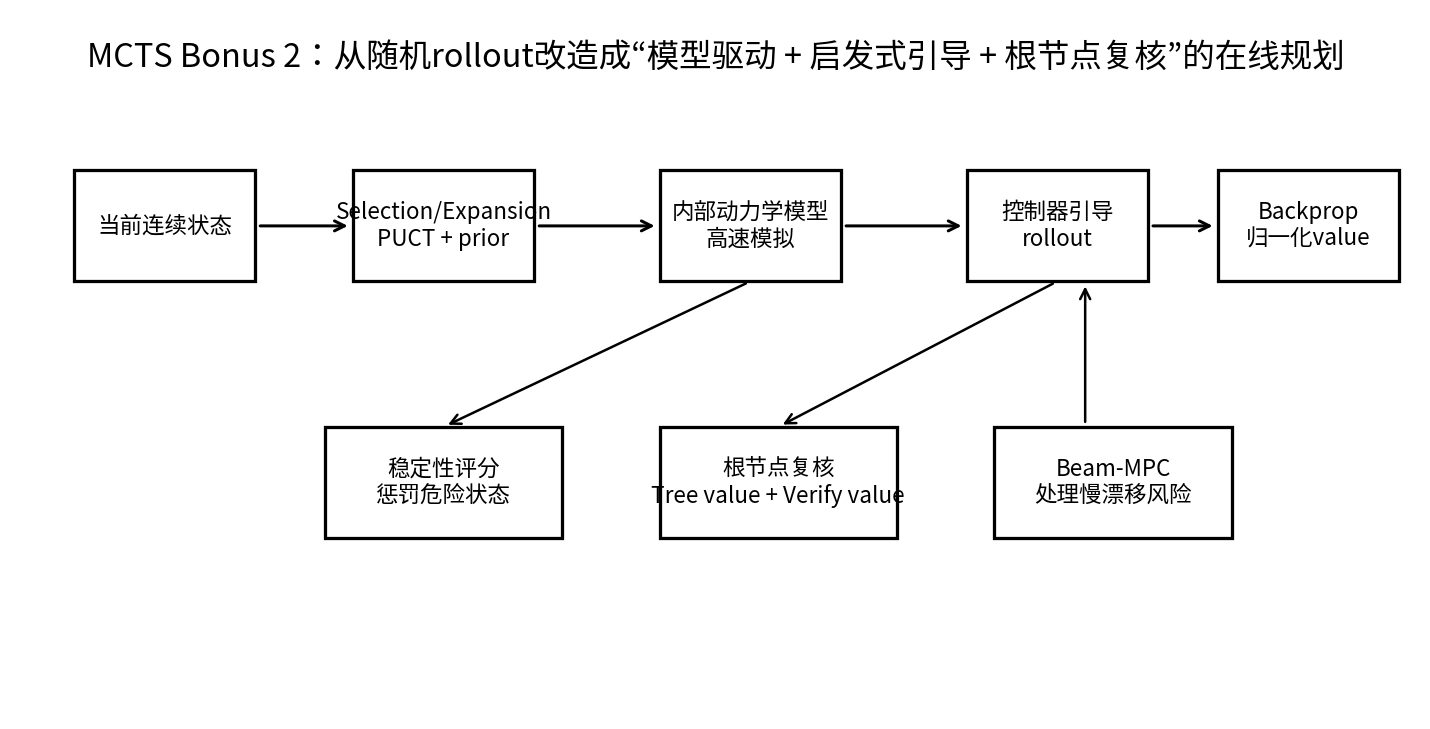 MCTS Bonus 2：从随机rollout改造成“模型驱动 + 启发式引导 + 根节点复核”的在线规划
当前连续状态
Selection/Expansion
PUCT + prior
内部动力学模型
高速模拟
控制器引导
rollout
Backprop
归一化value
稳定性评分
惩罚危险状态
根节点复核
Tree value + Verify value
Beam-MPC
处理慢漂移风险